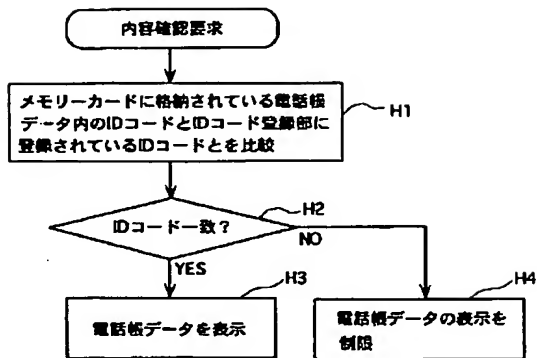 内容確認要求
メモリーカードに格納されている電話帳
データ内のIDコードとIDコード登録部に
登録されているIDコードとを比較
H1
IDコード一致?
H2
NO
YES
H3
電話帳データを表示
H4
電話帳データの表示を
制限